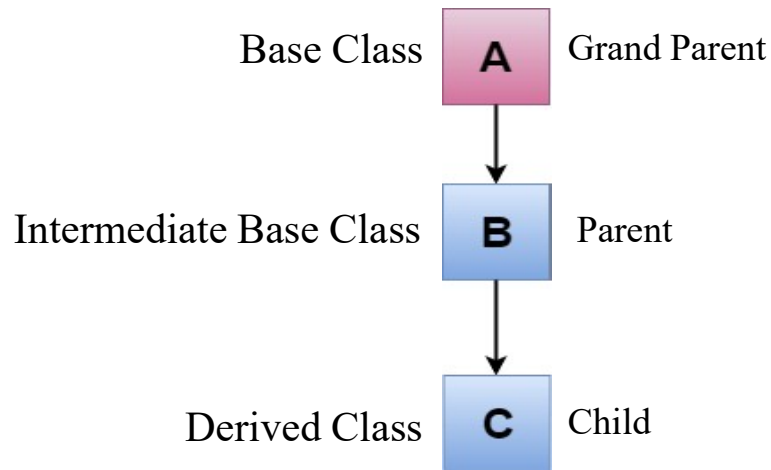 Base Class A Grand Parent
Intermediate Base Class B Parent
Derived Class C Child